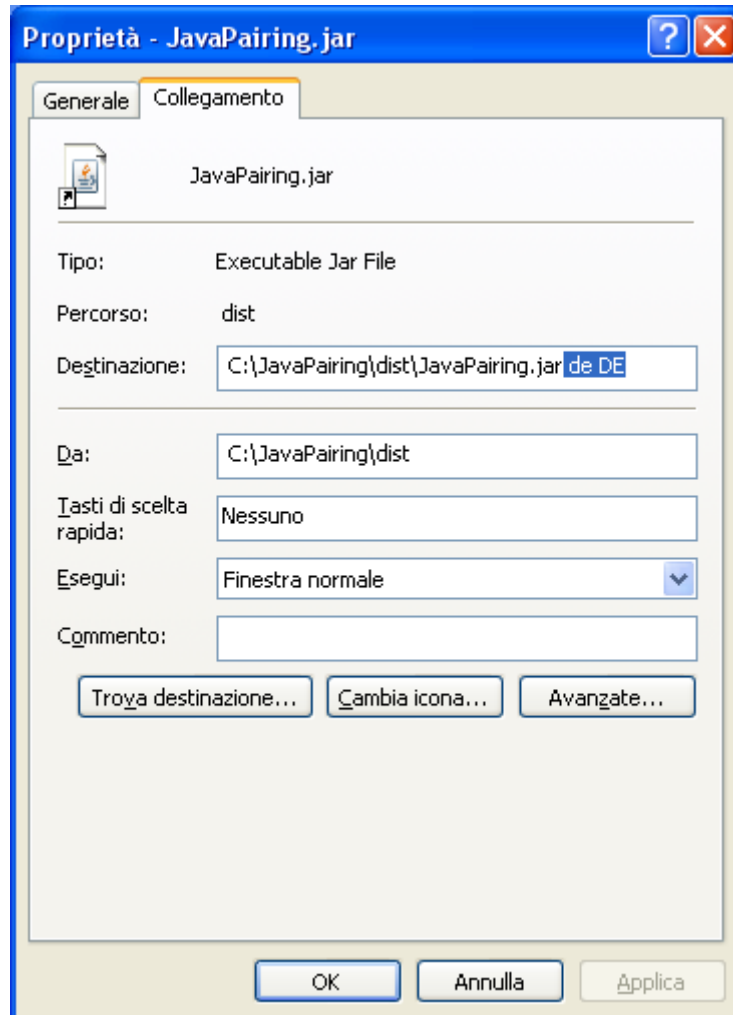 Proprietà - JavaPairing.jar
Generale Collegamento
JavaPairing.jar
Tipo: Executable Jar File
Percorso: dist
Destinazione: C:\JavaPairing\dist\JavaPairing.jar de DE
Da: C:\JavaPairing\dist
Tasti di scelta
rapida: Nessuno
Esegui: Finestra normale
Commento:
Trova destinazione... Cambia icona... Avanzate...
OK Annulla Applica